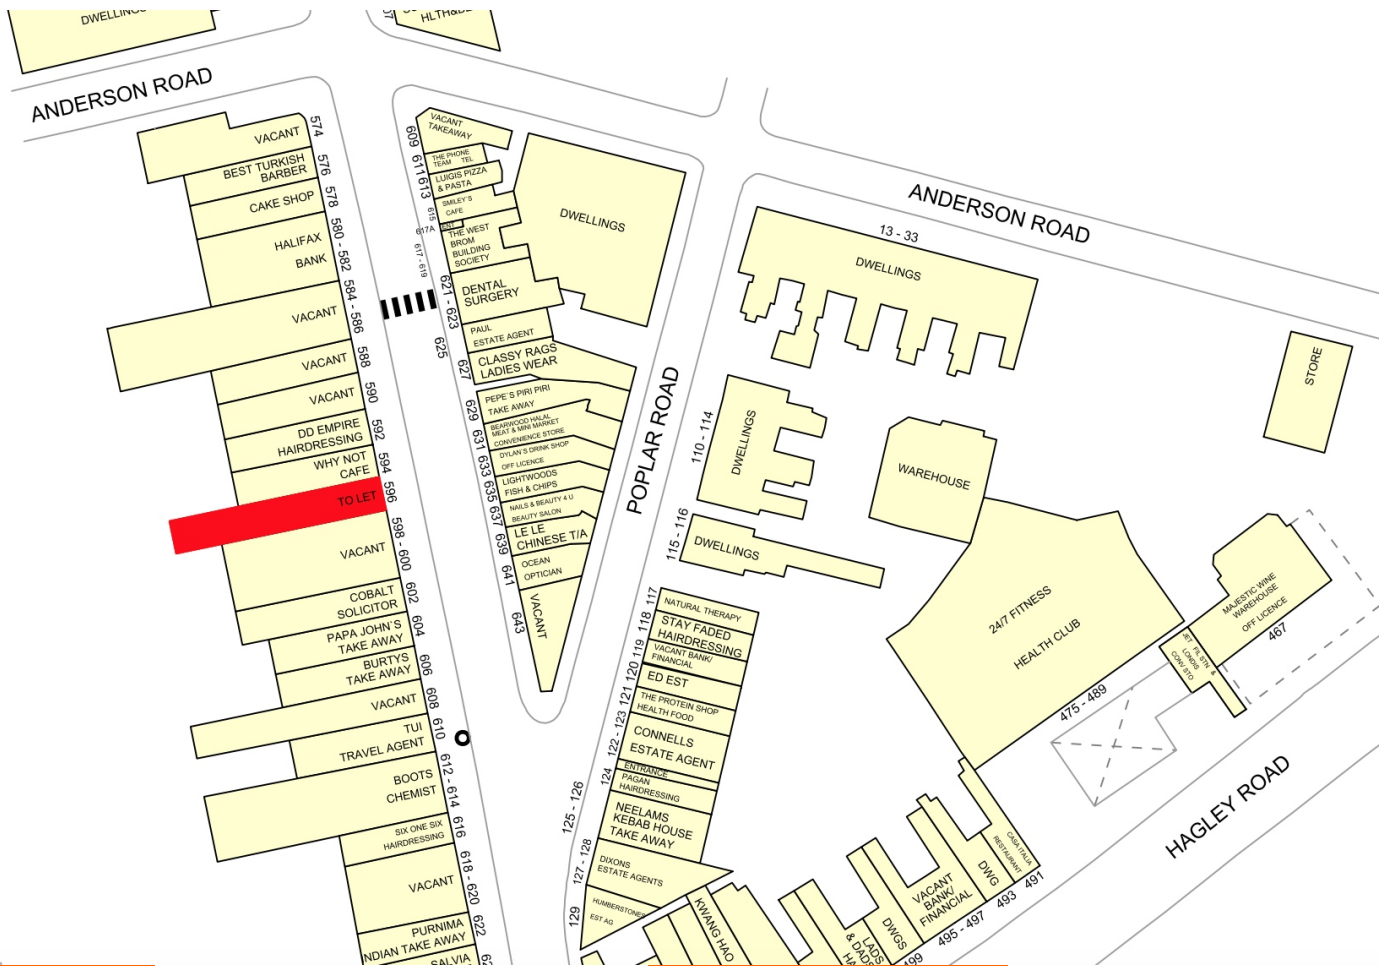 DWELLINGS
HLTH&B
ANDERSON ROAD
574
VACANT
576
BEST TURKISH
BARBER
578
CAKE SHOP
580 - 582
HALIFAX
BANK
584 - 586
VACANT
588
VACANT
590
VACANT
592
DD EMPIRE
HAIRDRESSING
594
WHY NOT
CAFE
596
TO LET
598 - 600
VACANT
602
COBALT
SOLICITOR
604
PAPA JOHN`S
TAKE AWAY
606
BURTYS
TAKE AWAY
608
VACANT
610
TUI
TRAVEL AGENT
612 - 614
BOOTS
CHEMIST
616
SIX ONE SIX
HAIRDRESSING
618 - 620
VACANT
622
PURNIMA
NDIAN TAKE AWAY
SALVIA
609
VACANT
TAKEAWAY
611
THE PHONE
TEAM TEL
613
LUIGIS PIZZA
& PASTA
615
SMILEY`S
CAFE
617A
EST
617 - 619
THE WEST
BROM
BUILDING
SOCIETY
621 - 623
DENTAL
SURGERY
625
PAUL
ESTATE AGENT
627
CLASSY RAGS
LADIES WEAR
629
PEPE`S PIRI PIRI
TAKE AWAY
631
BEARWOOD HALAL
MEAT & MINI MARKET
CONVENIENCE STORE
633
DYLAN`S DRINK SHOP
OFF LICENCE
635
LIGHTWOODS
FISH & CHIPS
637
NAILS & BEAUTY 4 U
BEAUTY SALON
639
LE LE
CHINESE T/A
641
OCEAN
OPTICIAN
643
VACANT
DWELLINGS
POPLAR ROAD
ANDERSON ROAD
13 - 33
DWELLINGS
110 - 114
DWELLINGS
115 - 116
DWELLINGS
117
NATURAL THERAPY
118
STAY FADED
HAIRDRESSING
119
VACANT BANK/
FINANCIAL
120
ED EST
121
THE PROTEIN SHOP
HEALTH FOOD
122 - 123
CONNELLS
ESTATE AGENT
ENTRANCE
124
PAGAN
HAIRDRESSING
125 - 126
NEELAMS
KEBAB HOUSE
TAKE AWAY
127 - 128
DIXONS
ESTATE AGENTS
129
HUMBERSTONES
EST AG
KWANG HAO
WAREHOUSE
STORE
24/7 FITNESS
HEALTH CLUB
475 - 489
MAJESTIC WINE
WAREHOUSE
OFF LICENCE
467
JET PIL STN &
LONDIS
CONV STO
HAGLEY ROAD
CASA ITALIA
RESTAURANT
491
DWG
493
VACANT
BANK/
FINANCIAL
495 - 497
DWGS
499
LADS
& DADS
HA